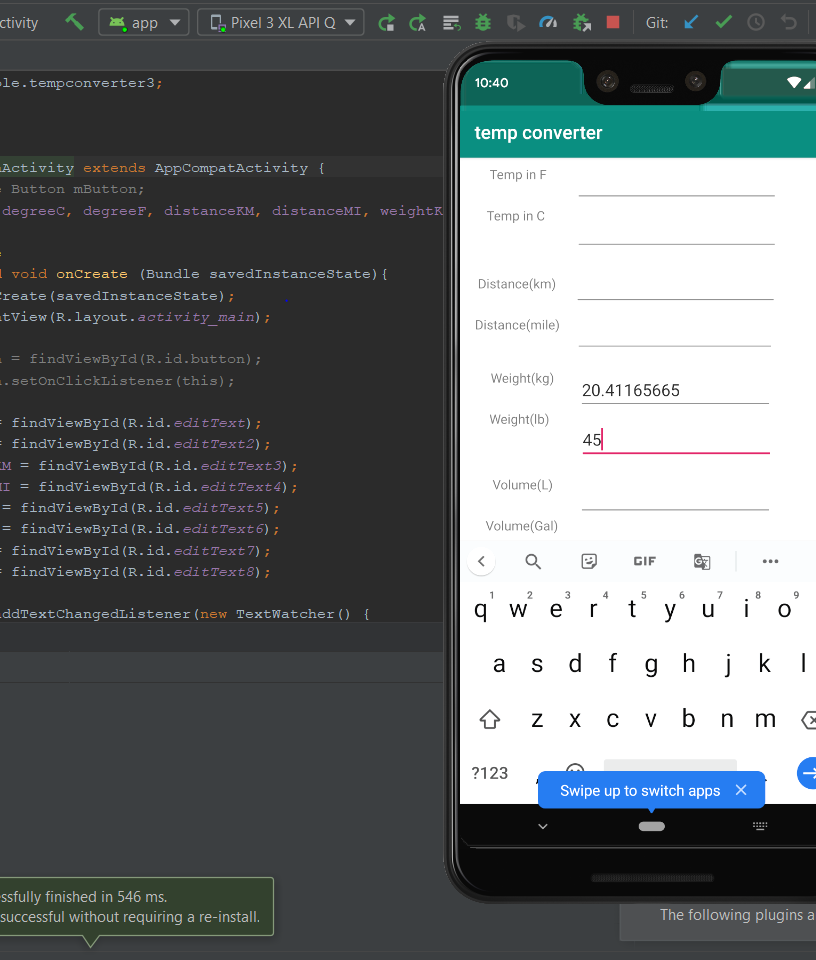 ctivity
app
Pixel 3 XL API Q
Git:
le.tempconverter3;
nActivity extends AppCompatActivity {
Button mButton;
degreeC, degreeF, distanceKM, distanceMI, weightK
d void onCreate (Bundle savedInstanceState){
Create(savedInstanceState);
ntView(R.layout.activity_main);
= findViewById(R.id.button);
.setOnClickListener(this);
= findViewById(R.id.editText);
= findViewById(R.id.editText2);
KM = findViewById(R.id.editText3);
MI = findViewById(R.id.editText4);
= findViewById(R.id.editText5);
= findViewById(R.id.editText6);
= findViewById(R.id.editText7);
= findViewById(R.id.editText8);
addTextChangedListener(new TextWatcher() {
ssfully finished in 546 ms.
successful without requiring a re-install.
10:40
temp converter
Temp in F
Temp in C
Distance(km)
Distance(mile)
Weight(kg)
20.41165665
Weight(lb)
45
Volume(L)
Volume(Gal)
GIF
1 2 3 4 5 6 7 8 9
q w e r t y u i o
a s d f g h j k l
z x c v b n m
?123
Swipe up to switch apps
The following plugins a